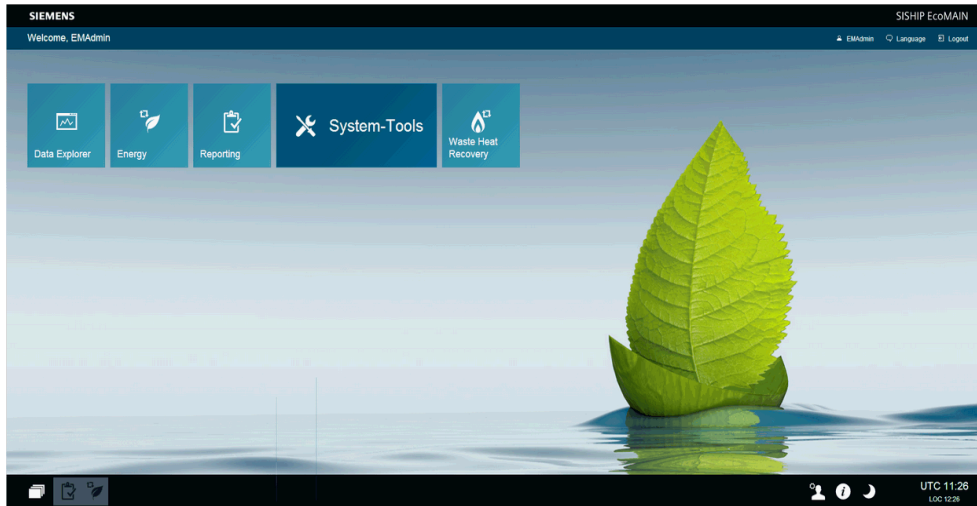 SIEMENS
SISHIP EcoMAIN
Welcome, EMAdmin
EMAdmin
Language
Logout
Data Explorer
Energy
Reporting
System-Tools
Waste Heat
Recovery
UTC 11:26
LOC 12:26